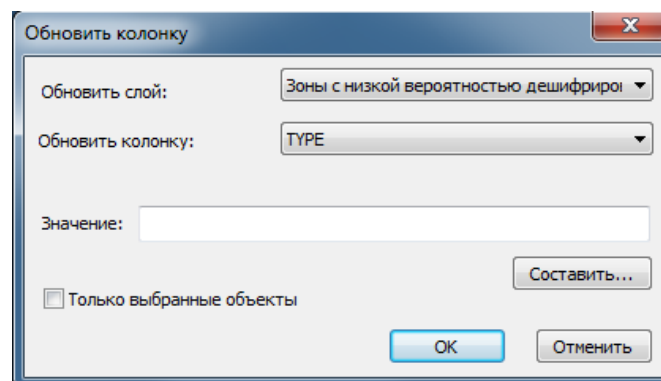 Обновить колонку
Обновить слой: Зоны с низкой вероятностью дешифриро
Обновить колонку: TYPE
Значение:
Составить...
Только выбранные объекты
OK Отменить